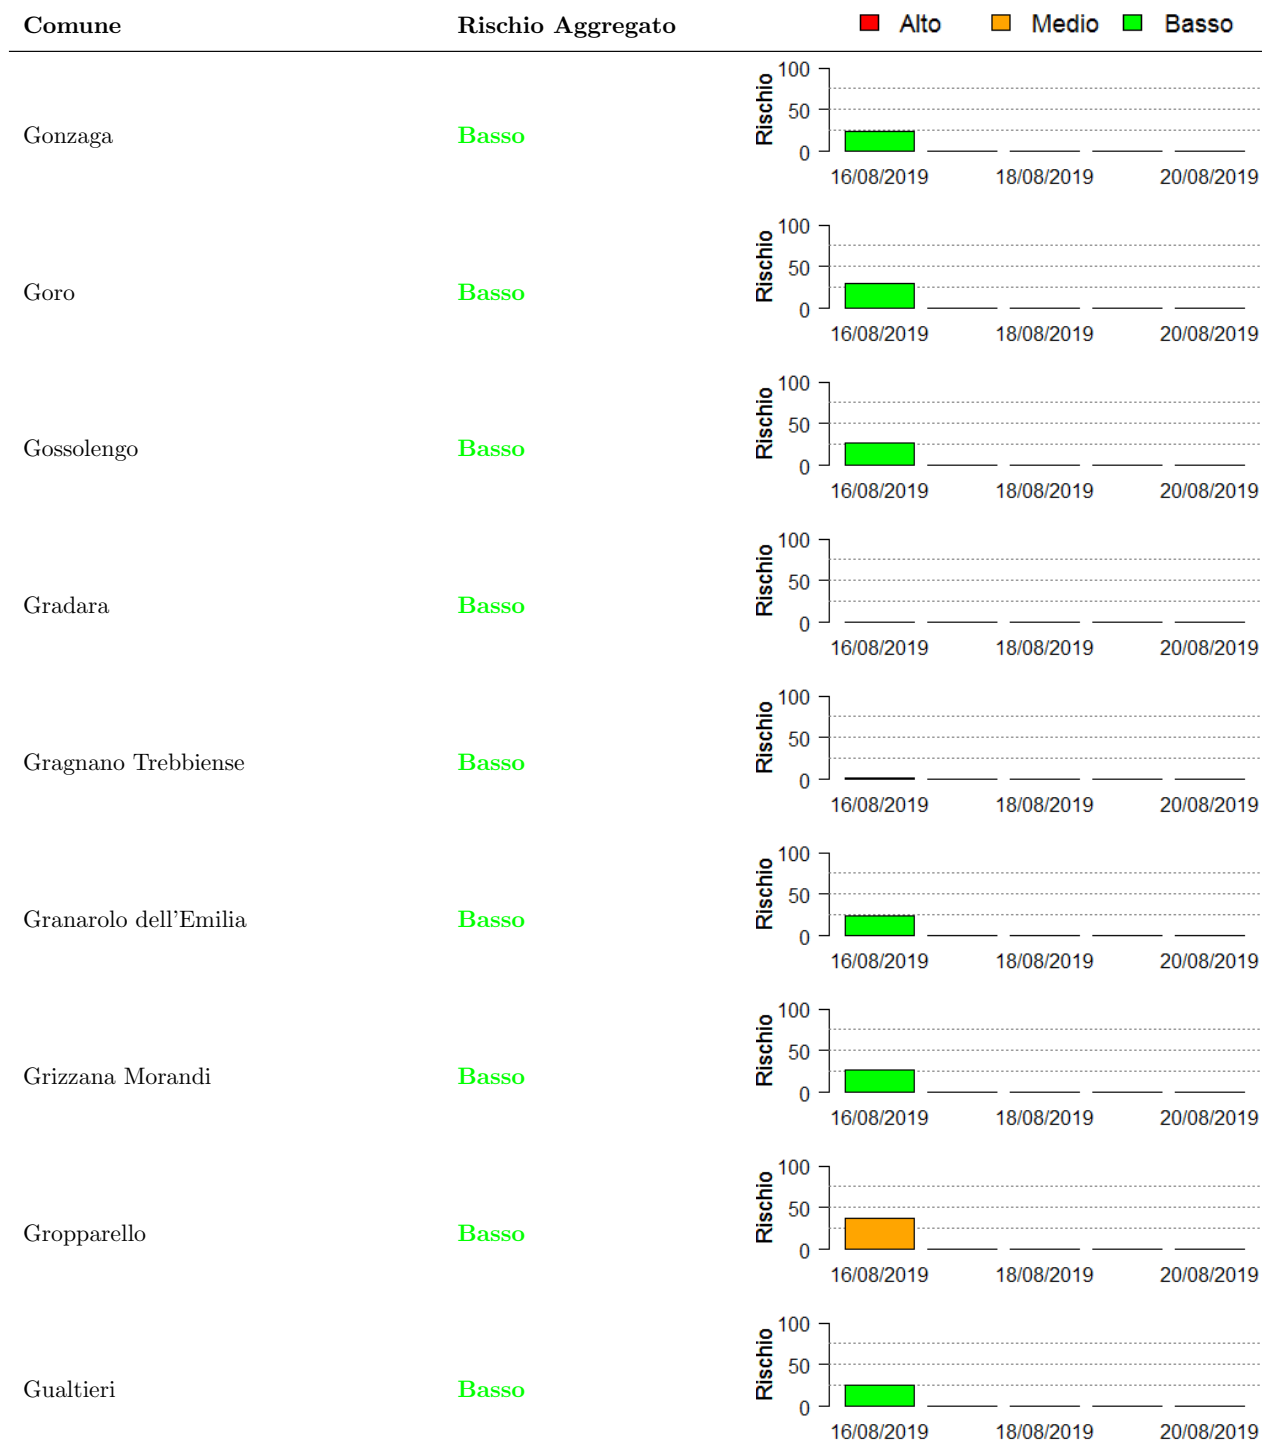 Comune Rischio Aggregato Alto Medio Basso
Gonzaga Basso Rischio 100 50 0
16/08/2019 18/08/2019 20/08/2019
Goro Basso Rischio 100 50 0
16/08/2019 18/08/2019 20/08/2019
Gossolengo Basso Rischio 100 50 0
16/08/2019 18/08/2019 20/08/2019
Gradara Basso Rischio 100 50 0
16/08/2019 18/08/2019 20/08/2019
Gragnano Trebbiense Basso Rischio 100 50 0
16/08/2019 18/08/2019 20/08/2019
Granarolo dell'Emilia Basso Rischio 100 50 0
16/08/2019 18/08/2019 20/08/2019
Grizzana Morandi Basso Rischio 100 50 0
16/08/2019 18/08/2019 20/08/2019
Gropparello Basso Rischio 100 50 0
16/08/2019 18/08/2019 20/08/2019
Gualtieri Basso Rischio 100 50 0
16/08/2019 18/08/2019 20/08/2019